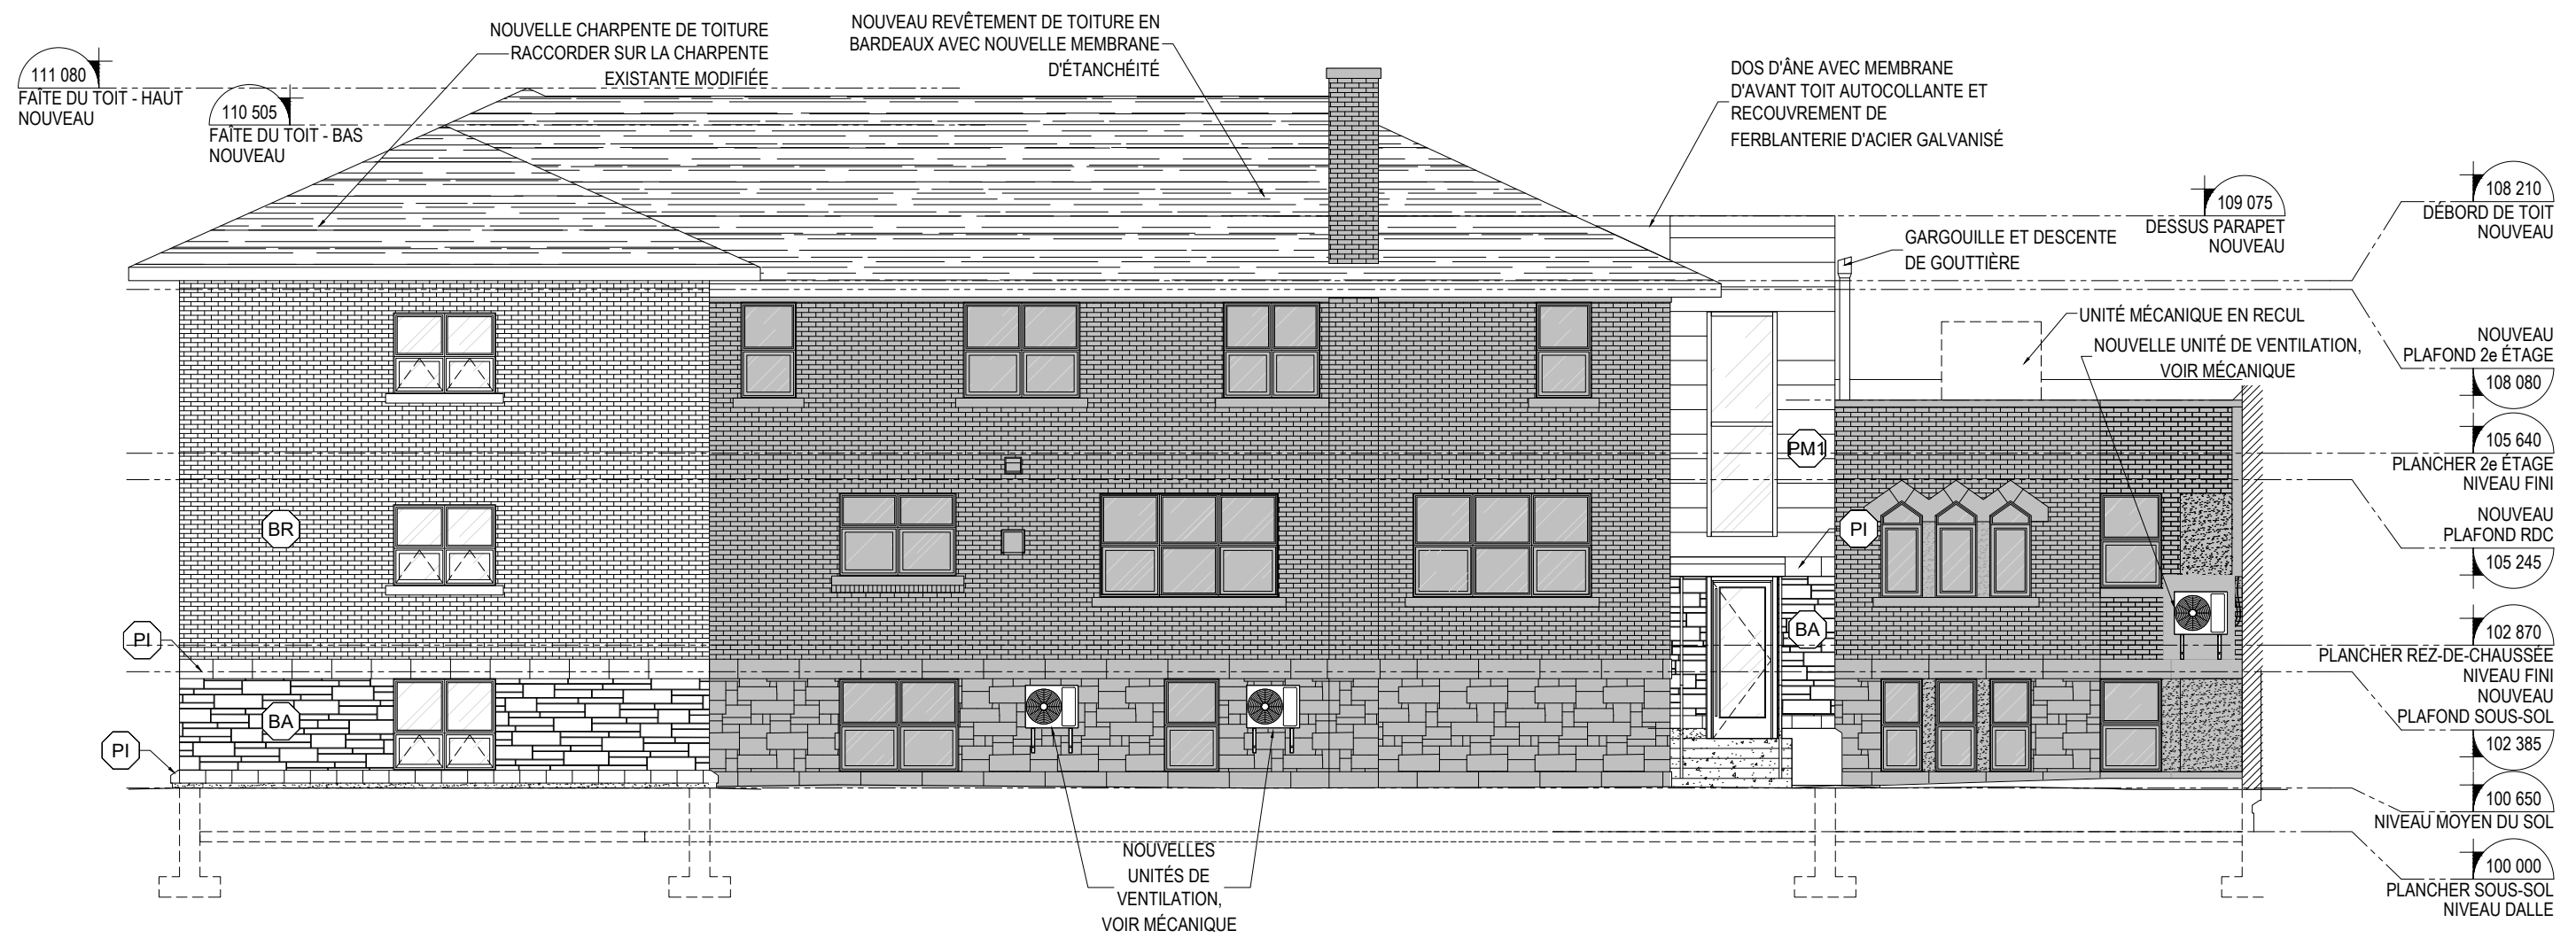 NOUVELLE CHARPENTE DE TOITURE
RACCORDER SUR LA CHARPENTE
EXISTANTE MODIFIÉE
NOUVEAU REVÊTEMENT DE TOITURE EN
BARDEAUX AVEC NOUVELLE MEMBRANE
D'ÉTANCHÉITÉ
111 080
FAÎTE DU TOIT - HAUT
NOUVEAU
110 505
FAÎTE DU TOIT - BAS
NOUVEAU
DOS D'ÂNE AVEC MEMBRANE
D'AVANT TOIT AUTOCOLLANTE ET
RECOUVREMENT DE
FERBLANTERIE D'ACIER GALVANISÉ
109 075
DESSUS PARAPET
NOUVEAU
108 210
DÉBORD DE TOIT
NOUVEAU
GARGOUILLE ET DESCENTE
DE GOUTTIÈRE
UNITÉ MÉCANIQUE EN RECUL
NOUVELLE UNITÉ DE VENTILATION,
VOIR MÉCANIQUE
NOUVEAU
PLAFOND 2e ÉTAGE
108 080
105 640
PLANCHER 2e ÉTAGE
NIVEAU FINI
NOUVEAU
PLAFOND RDC
105 245
102 870
PLANCHER REZ-DE-CHAUSSÉE
NIVEAU FINI
NOUVEAU
PLAFOND SOUS-SOL
102 385
100 650
NIVEAU MOYEN DU SOL
100 000
PLANCHER SOUS-SOL
NIVEAU DALLE
PM1
BR
PI
PI
BA
BA
PI
NOUVELLES
UNITÉS DE
VENTILATION,
VOIR MÉCANIQUE